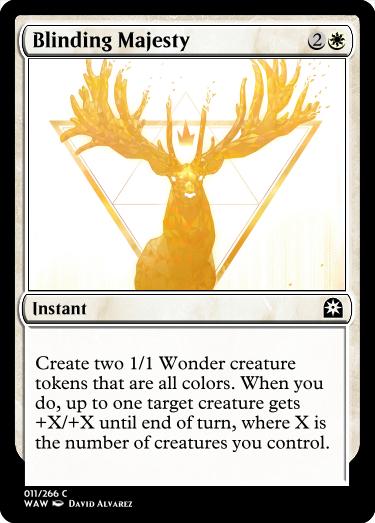 Blinding Majesty 2
Instant
Create two 1/1 Wonder creature
tokens that are all colors. When you
do, up to one target creature gets
+X/+X until end of turn, where X is
the number of creatures you control.
011/266 C
WAW David Alvarez